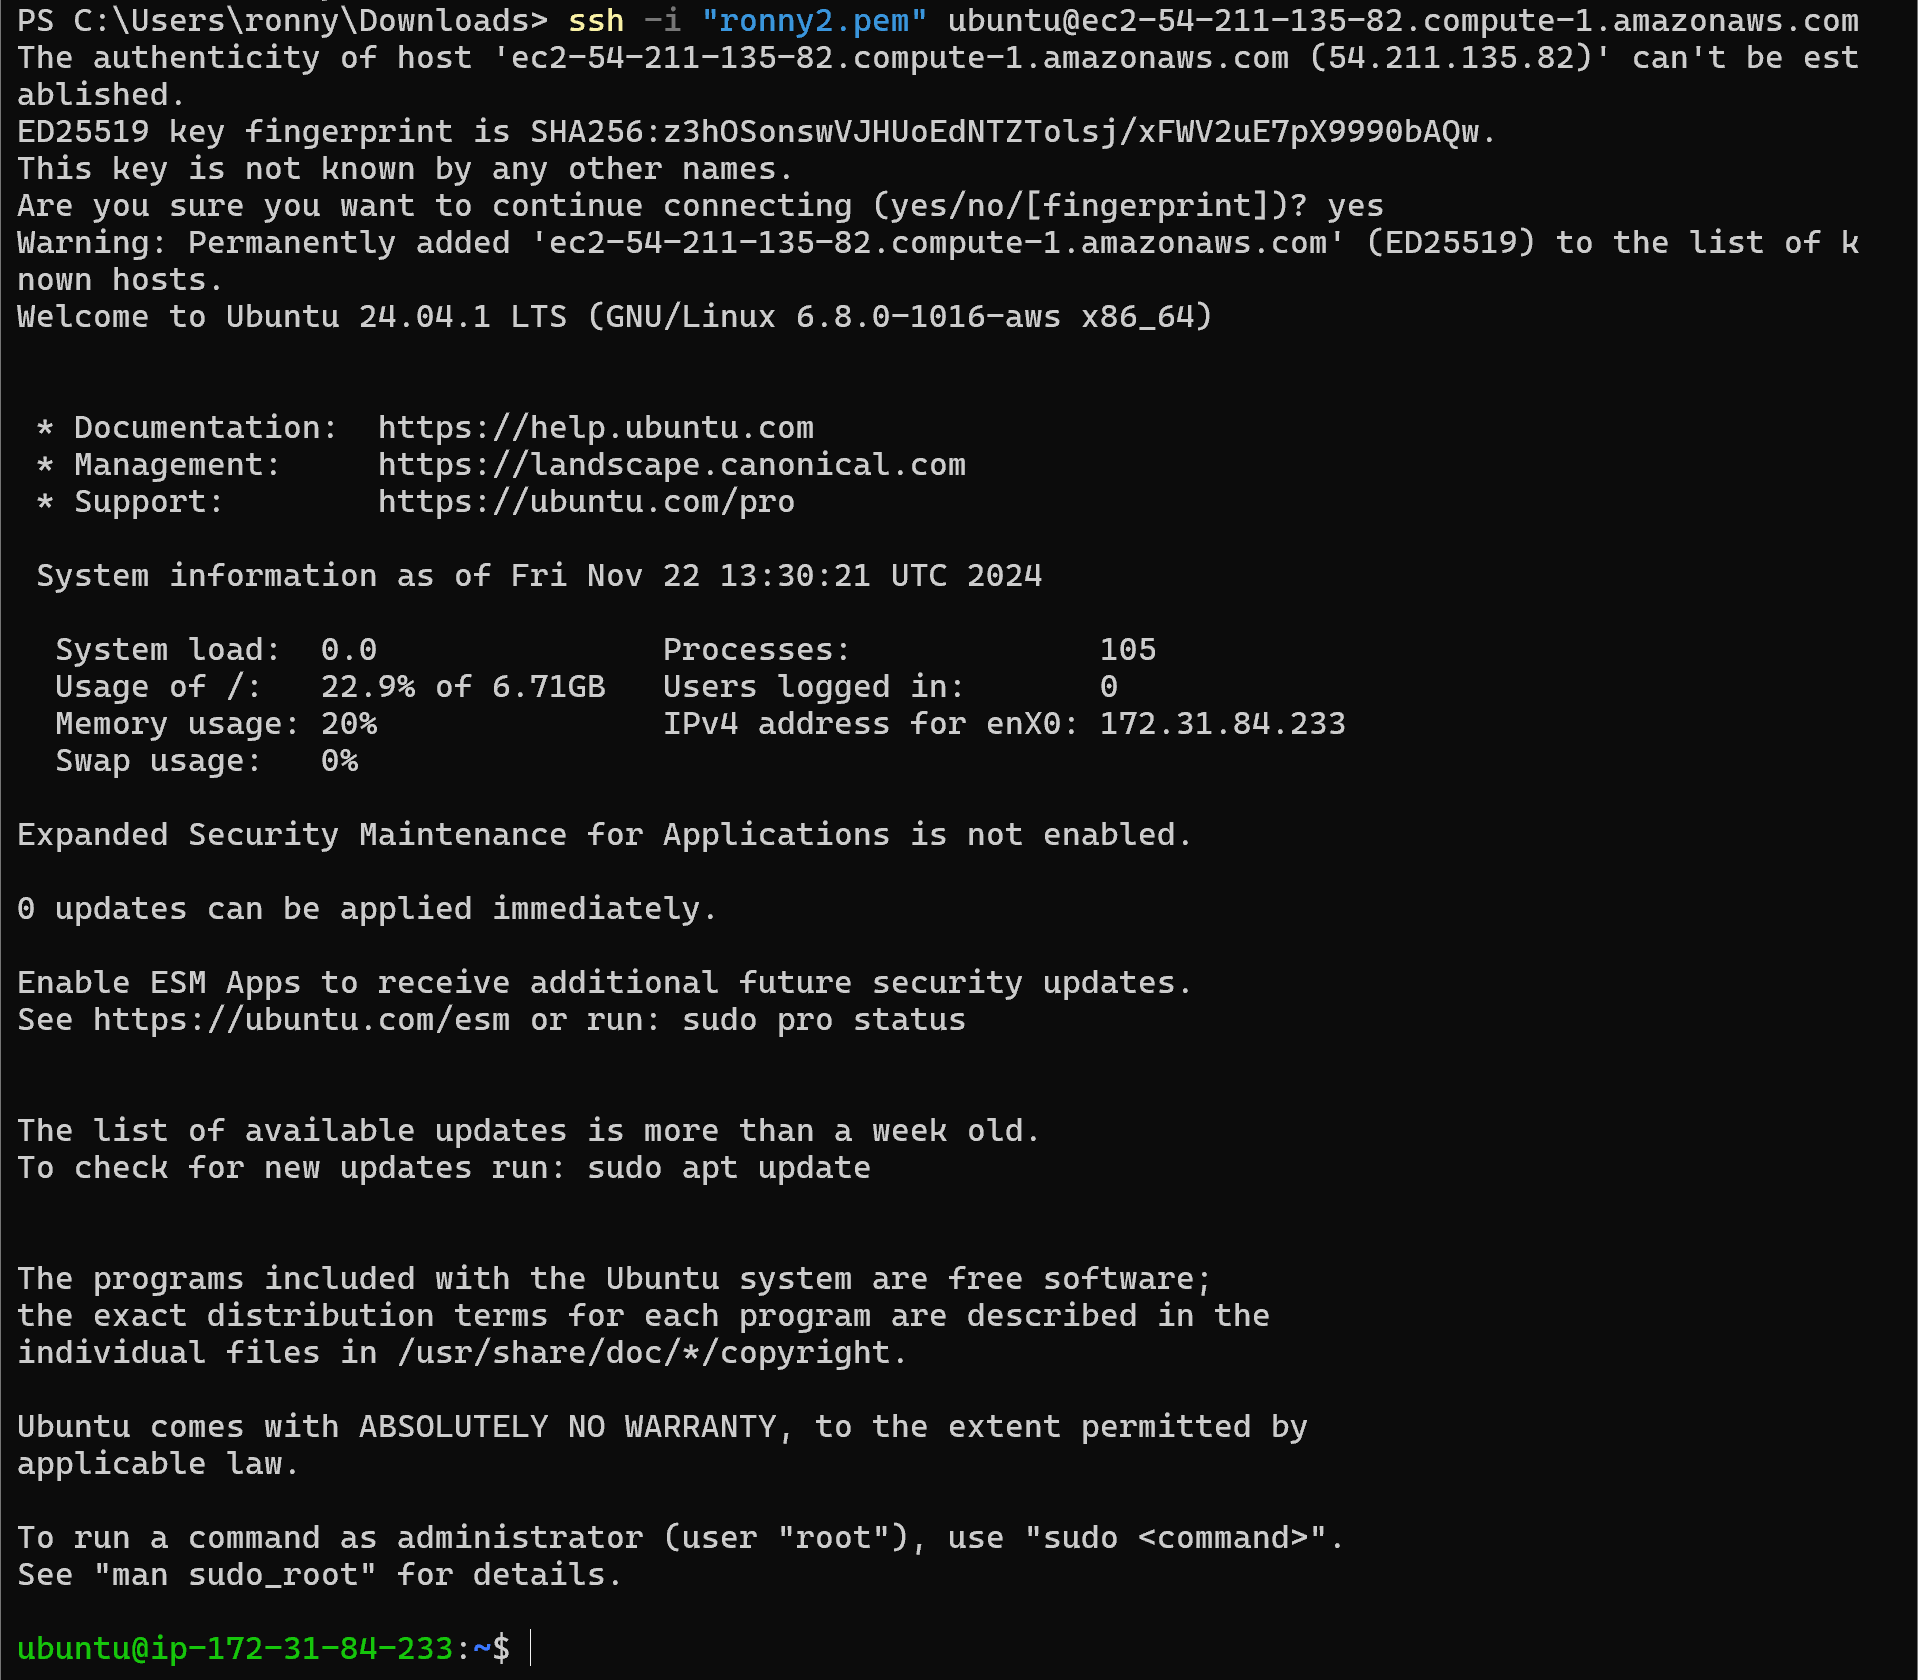 PS C:\Users\ronny\Downloads> ssh -i "ronny2.pem" ubuntu@ec2-54-211-135-82.compute-1.amazonaws.com
The authenticity of host 'ec2-54-211-135-82.compute-1.amazonaws.com (54.211.135.82)' can't be est
ablished.
ED25519 key fingerprint is SHA256:z3hOSonswVJHUoEdNTZTolsj/xFWV2uE7pX9990bAQw.
This key is not known by any other names.
Are you sure you want to continue connecting (yes/no/[fingerprint])? yes
Warning: Permanently added 'ec2-54-211-135-82.compute-1.amazonaws.com' (ED25519) to the list of k
nown hosts.
Welcome to Ubuntu 24.04.1 LTS (GNU/Linux 6.8.0-1016-aws x86_64)

 * Documentation:  https://help.ubuntu.com
 * Management:     https://landscape.canonical.com
 * Support:        https://ubuntu.com/pro

 System information as of Fri Nov 22 13:30:21 UTC 2024

  System load:  0.0               Processes:             105
  Usage of /:   22.9% of 6.71GB   Users logged in:       0
  Memory usage: 20%               IPv4 address for enX0: 172.31.84.233
  Swap usage:   0%

Expanded Security Maintenance for Applications is not enabled.

0 updates can be applied immediately.

Enable ESM Apps to receive additional future security updates.
See https://ubuntu.com/esm or run: sudo pro status

The list of available updates is more than a week old.
To check for new updates run: sudo apt update

The programs included with the Ubuntu system are free software;
the exact distribution terms for each program are described in the
individual files in /usr/share/doc/*/copyright.

Ubuntu comes with ABSOLUTELY NO WARRANTY, to the extent permitted by
applicable law.

To run a command as administrator (user "root"), use "sudo <command>".
See "man sudo_root" for details.

ubuntu@ip-172-31-84-233:~$